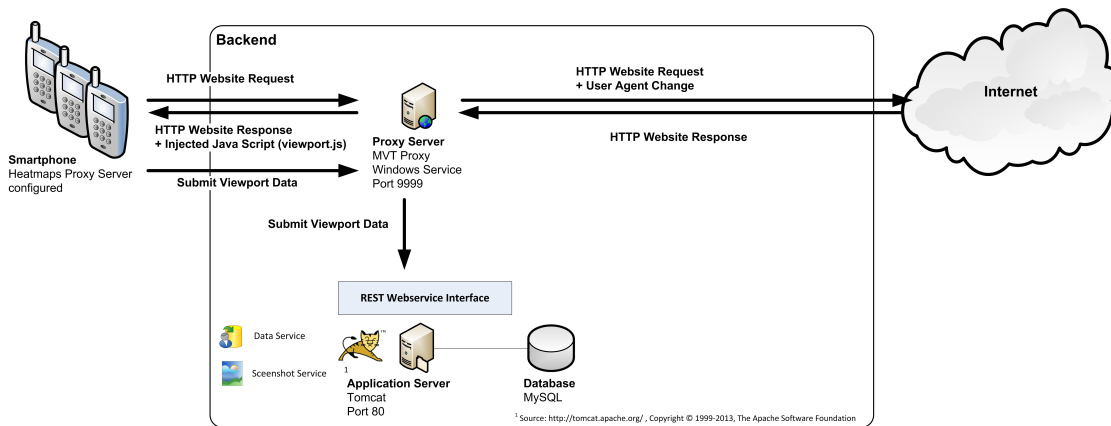 Backend
HTTP Website Request
HTTP Website Response
+ Injected Java Script (viewport.js)
Submit Viewport Data
Smartphone
Heatmaps Proxy Server
configured
Proxy Server
MVT Proxy
Windows Service
Port 9999
HTTP Website Request
+ User Agent Change
HTTP Website Response
Internet
Submit Viewport Data
REST Webservice Interface
Data Service
Sceenshot Service
TM
1
Application Server
Tomcat
Port 80
Database
MySQL
1 Source: http://tomcat.apache.org/ , Copyright © 1999-2013, The Apache Software Foundation